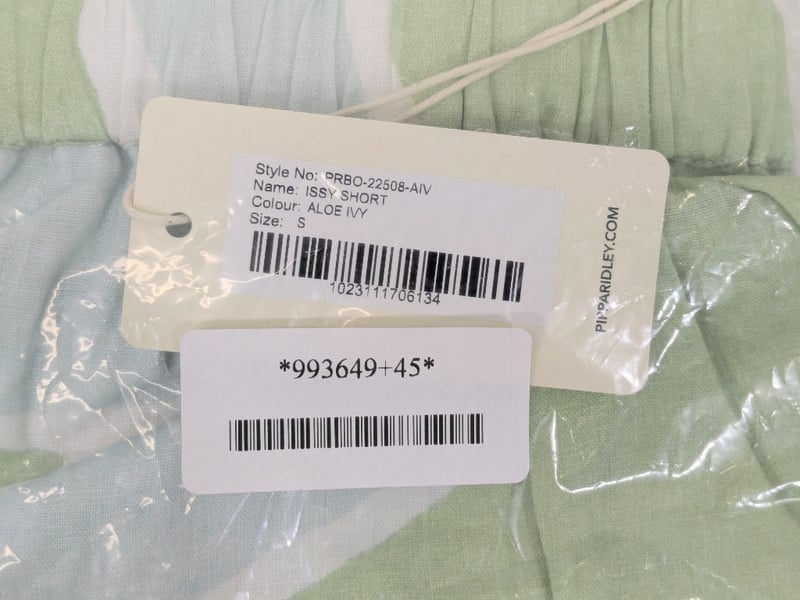 Style No: PRBO-22508-AIV
Name: ISSY SHORT
Colour: ALOE IVY
Size: S
1023111706134
PIPPARIDLEY.COM
*993649+45*